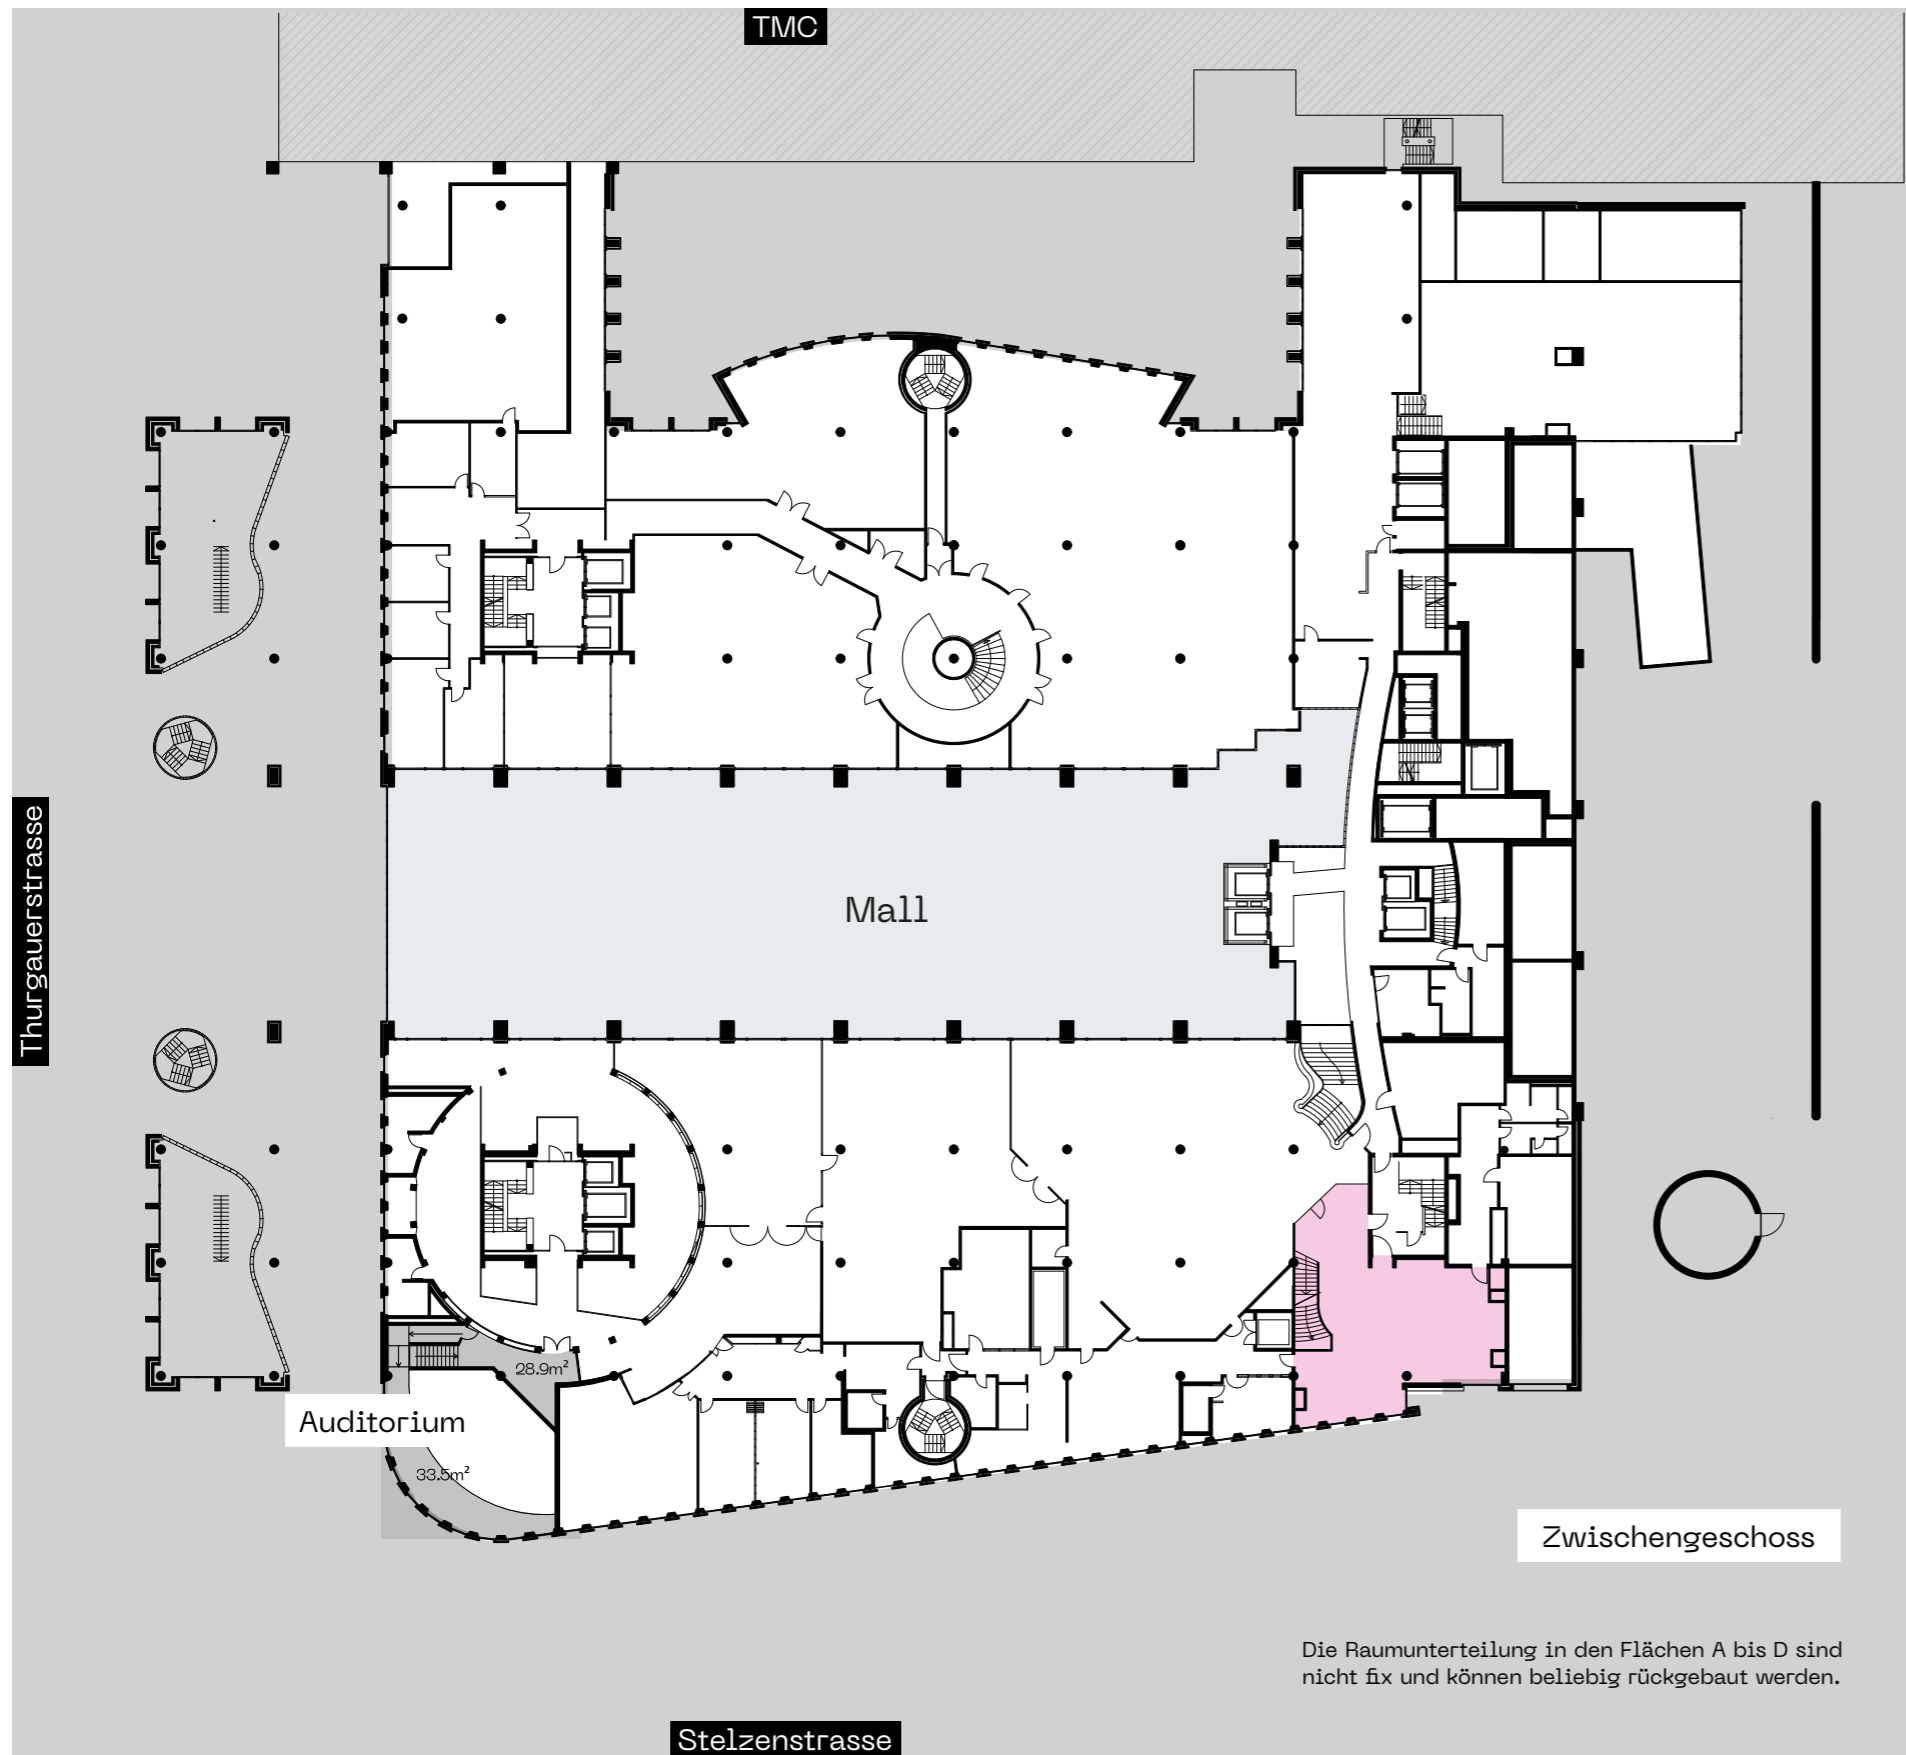 TMC
Thurgauerstrasse
Mall
28.9m²
Auditorium
33.5m²
Zwischengeschoss
Die Raumunterteilung in den Flächen A bis D sind
nicht fix und können beliebig rückgebaut werden.
Stelzenstrasse